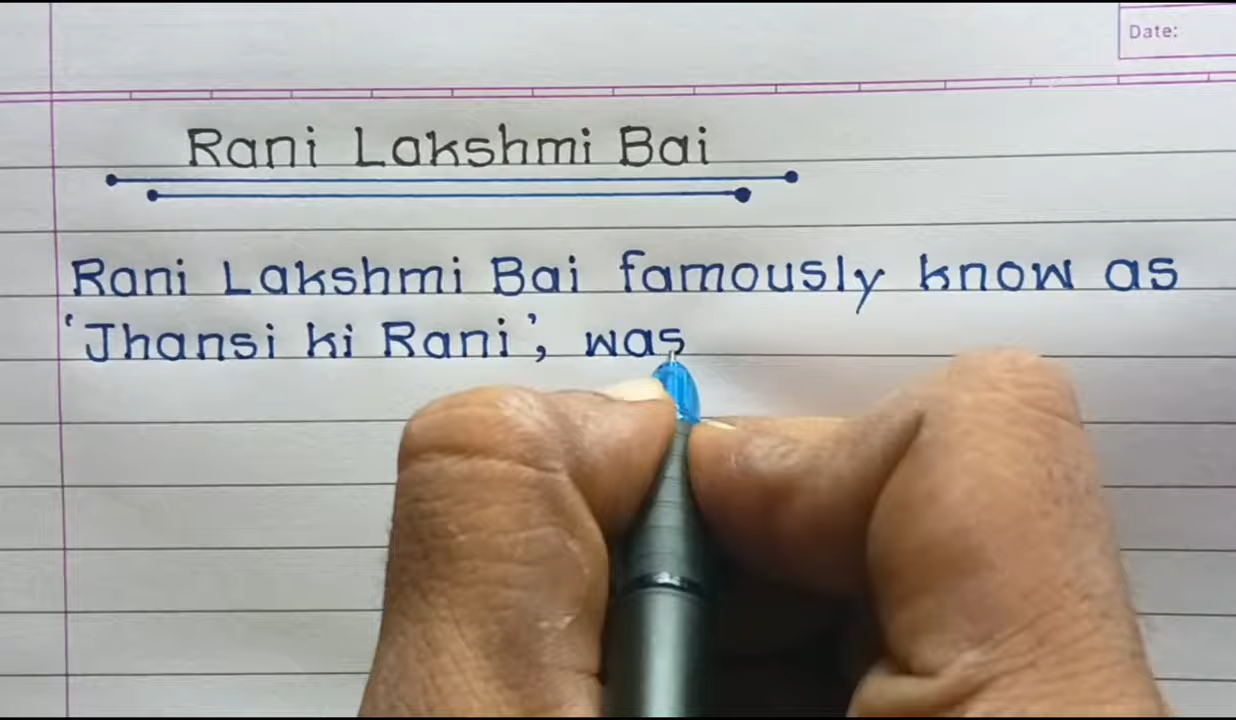 Date:
Rani Lakshmi Bai
Rani Lakshmi Bai famously know as
'Jhansi ki Rani', was